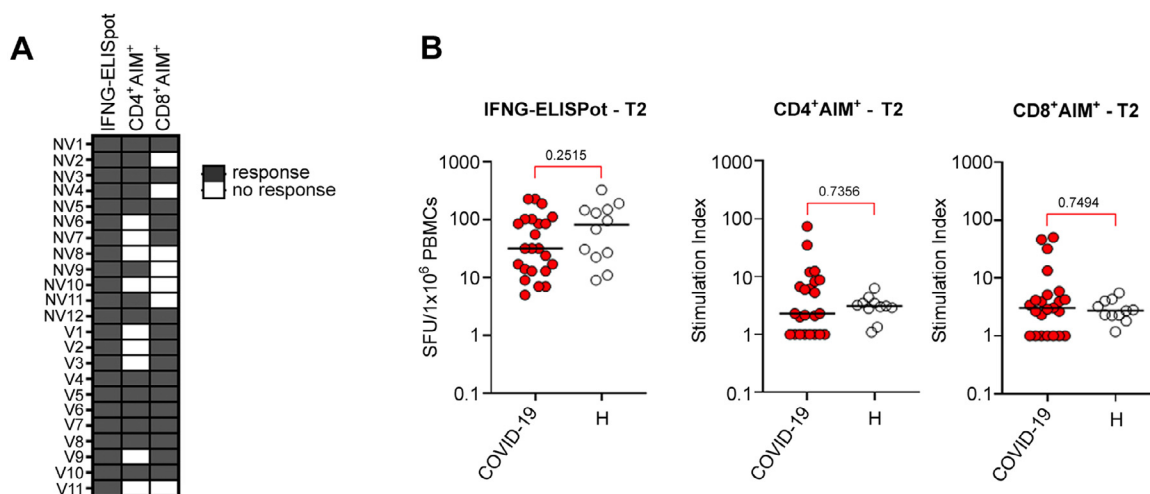 A
IFNG-ELISpot
CD4+AIM+
CD8+AIM+
NV1
NV2
NV3
NV4
NV5
NV6
NV7
NV8
NV9
NV10
NV11
NV12
V1
V2
V3
V4
V5
V6
V7
V8
V9
V10
V11
response
no response
B
IFNG-ELISPot - T2
0.2515
SFU/1x10⁶ PBMCs
1000
100
10
1
0.1
COVID-19
H
CD4⁺AIM⁺ - T2
0.7356
Stimulation Index
1000
100
10
1
0.1
COVID-19
H
CD8⁺AIM⁺ - T2
0.7494
Stimulation Index
1000
100
10
1
0.1
COVID-19
H